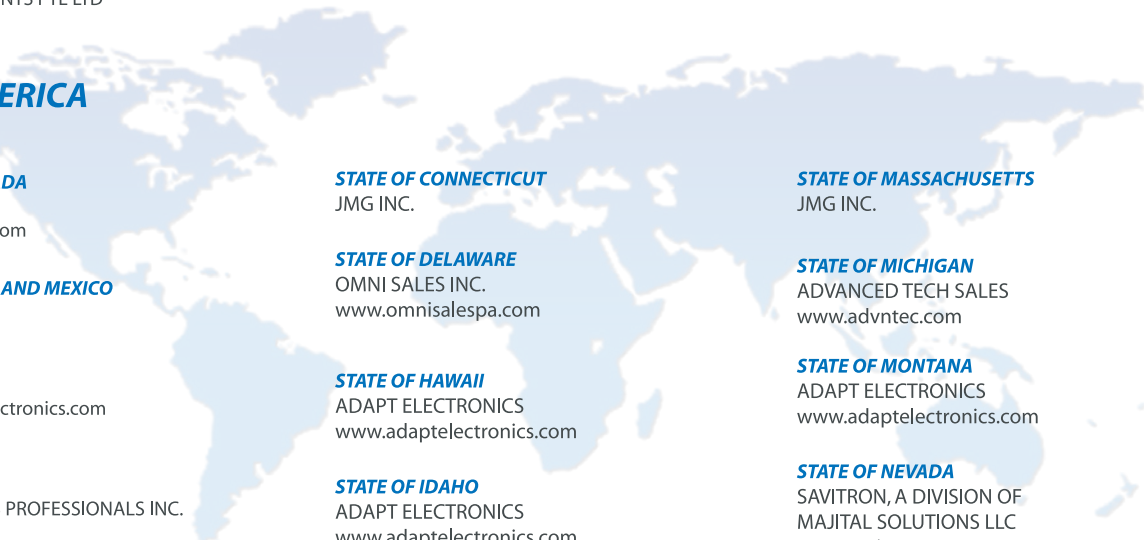 ERICA
DA
om
AND MEXICO
ctronics.com
PROFESSIONALS INC.
STATE OF CONNECTICUT
JMG INC.
STATE OF DELAWARE
OMNI SALES INC.
www.omnisalespa.com
STATE OF HAWAII
ADAPT ELECTRONICS
www.adaptelectronics.com
STATE OF IDAHO
ADAPT ELECTRONICS
www.adaptelectronics.com
STATE OF MASSACHUSETTS
JMG INC.
STATE OF MICHIGAN
ADVANCED TECH SALES
www.advntec.com
STATE OF MONTANA
ADAPT ELECTRONICS
www.adaptelectronics.com
STATE OF NEVADA
SAVITRON, A DIVISION OF
MAJITAL SOLUTIONS LLC